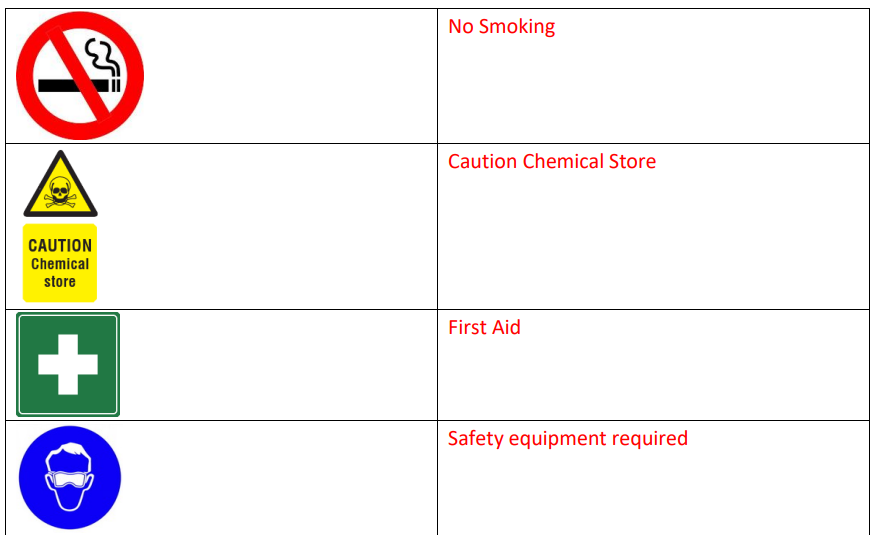 No Smoking
Caution Chemical Store
CAUTION
Chemical
store
First Aid
Safety equipment required